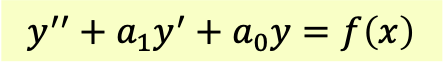 y'' + a₁y' + a₀y = f(x)